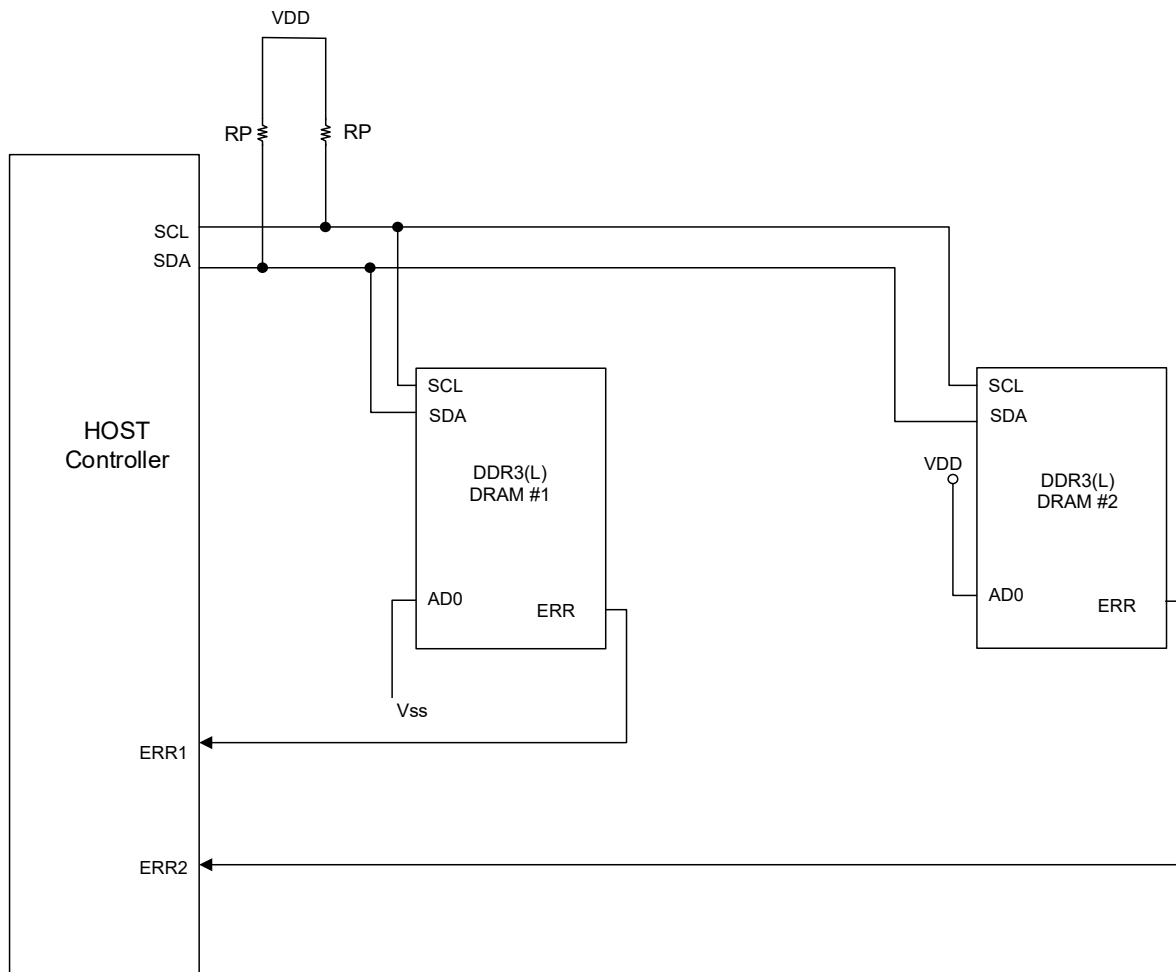 VDD
RP
RP
SCL
SDA
HOST
Controller
SCL
SDA
DDR3(L)
DRAM #1
AD0
ERR
Vss
SCL
SDA
VDD
DDR3(L)
DRAM #2
AD0
ERR
ERR1
ERR2